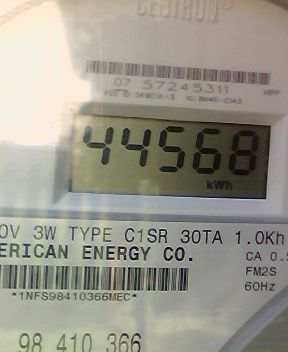 CENTRON
07 57245311
44568
kWh
0V 3W TYPE C1SR 30TA 1.0Kh
ERICAN ENERGY CO.
CA 0.5
FM2S
*1NFS98410366MEC*
60Hz
98 410 366